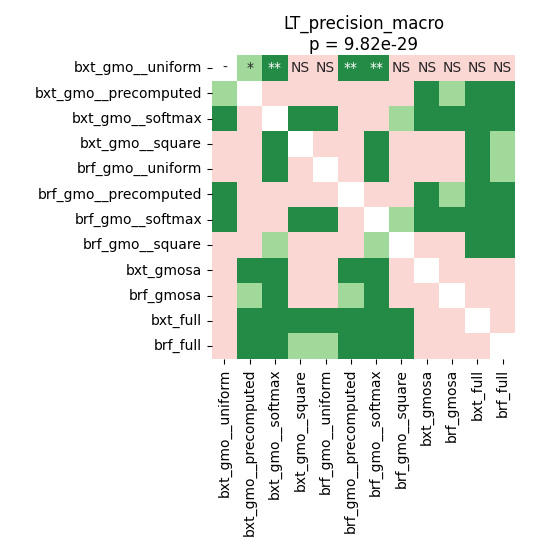 LT_precision_macro
p = 9.82e-29
bxt_gmo__uniform - * ** NS NS ** ** NS NS NS NS NS
bxt_gmo__precomputed
bxt_gmo__softmax
bxt_gmo__square
brf_gmo__uniform
brf_gmo__precomputed
brf_gmo__softmax
brf_gmo__square
bxt_gmosa
brf_gmosa
bxt_full
brf_full
bxt_gmo__uniform
bxt_gmo__precomputed
bxt_gmo__softmax
bxt_gmo__square
brf_gmo__uniform
brf_gmo__precomputed
brf_gmo__softmax
brf_gmo__square
bxt_gmosa
brf_gmosa
bxt_full
brf_full